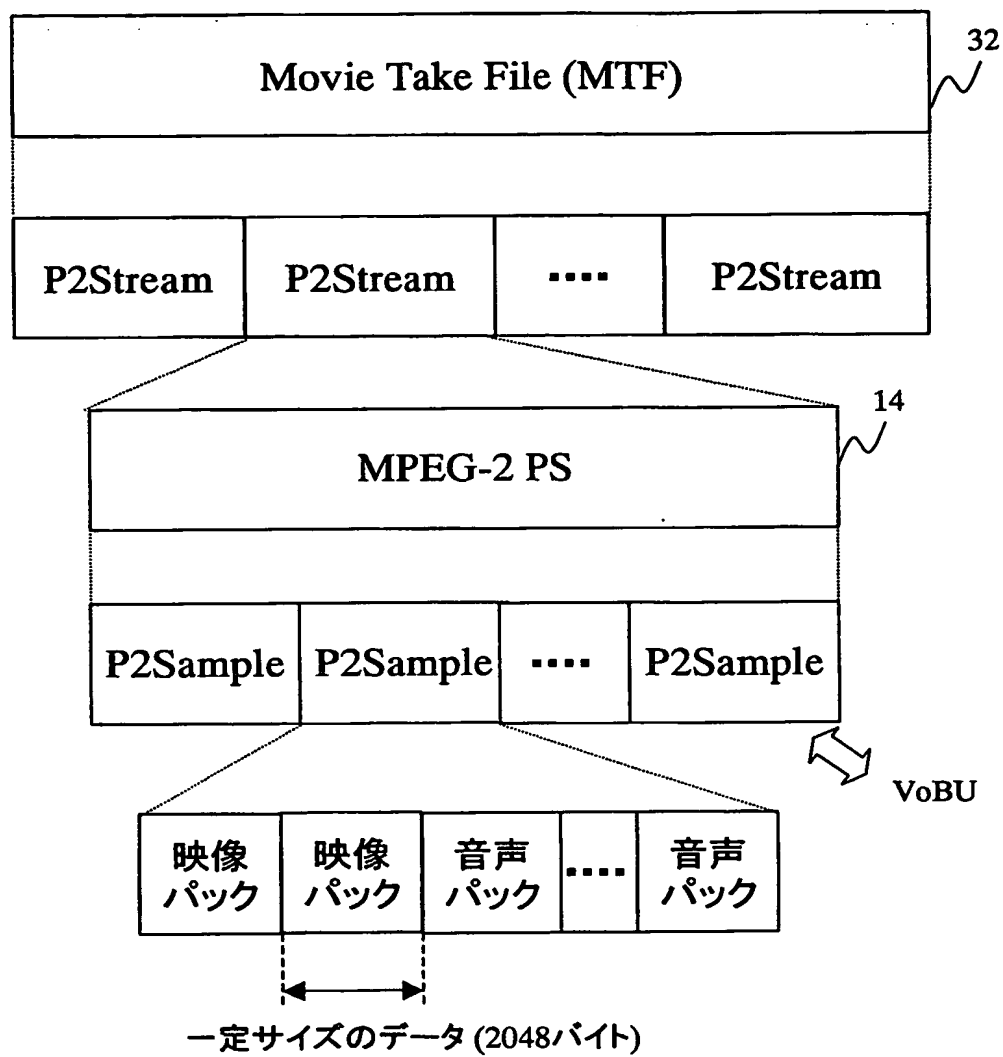 32
Movie Take File (MTF)
P2Stream P2Stream ···· P2Stream
14
MPEG-2 PS
P2Sample P2Sample ···· P2Sample
VoBU
映像 映像 音声 音声
パック パック パック ···· パック
一定サイズのデータ(2048バイト)